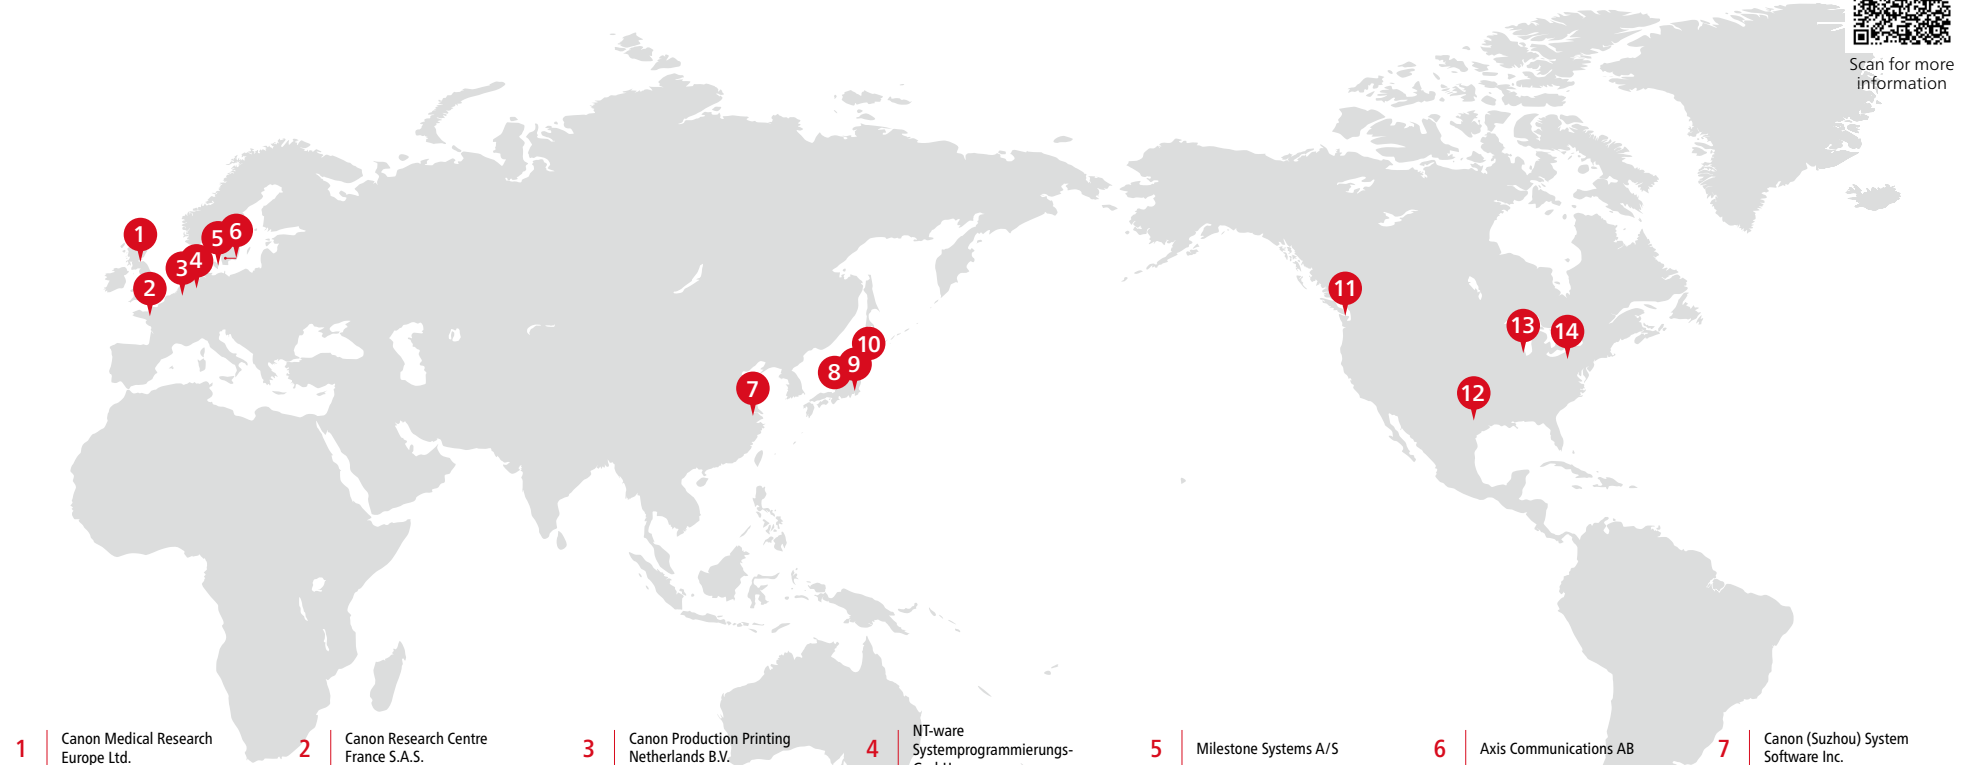 Scan for more
information
1
2
3
4
5
6
7
8
9
10
11
12
13
14
1 Canon Medical Research
Europe Ltd.
2 Canon Research Centre
France S.A.S.
3 Canon Production Printing
Netherlands B.V.
4 NT-ware
Systemprogrammierungs-
5 Milestone Systems A/S
6 Axis Communications AB
7 Canon (Suzhou) System
Software Inc.